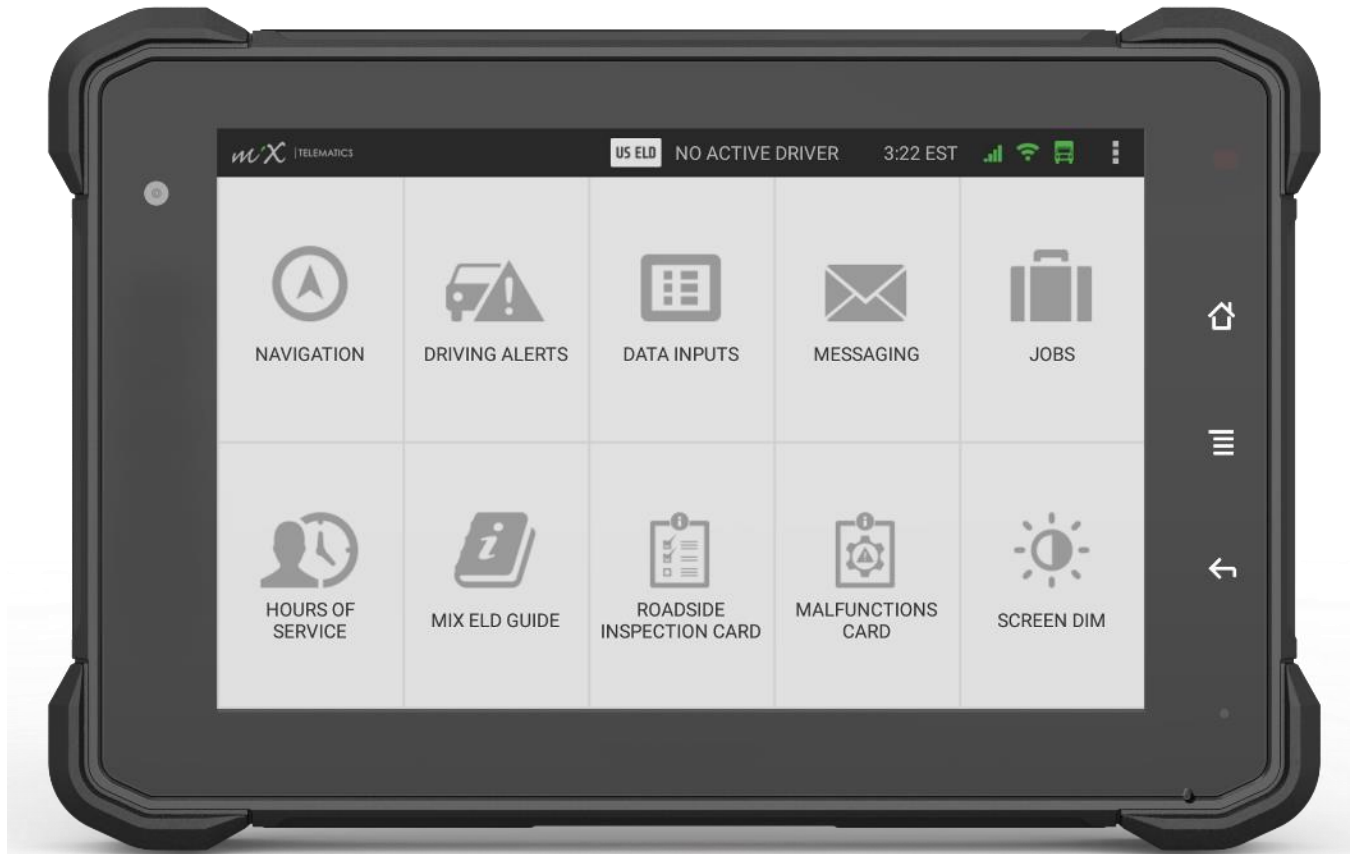 mix | TELEMATICS
US ELD NO ACTIVE DRIVER 3:22 EST
NAVIGATION
DRIVING ALERTS
DATA INPUTS
MESSAGING
JOBS
HOURS OF
SERVICE
MIX ELD GUIDE
ROADSIDE
INSPECTION CARD
MALFUNCTIONS
CARD
SCREEN DIM